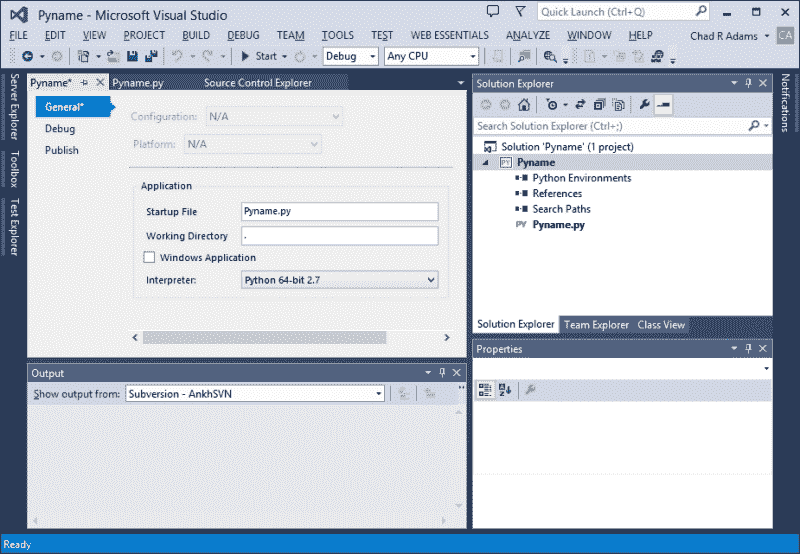 Pyname - Microsoft Visual Studio
Quick Launch (Ctrl+Q)
FILE EDIT VIEW PROJECT BUILD DEBUG TEAM TOOLS TEST WEB ESSENTIALS ANALYZE WINDOW HELP Chad R Adams CA
Start Debug Any CPU
Server Explorer
Toolbox
Test Explorer
Pyname* Pyname.py Source Control Explorer
General*
Debug
Publish
Configuration: N/A
Platform: N/A
Application
Startup File Pyname.py
Working Directory .
Windows Application
Interpreter: Python 64-bit 2.7
Output
Show output from: Subversion - AnkhSVN
Solution Explorer
Search Solution Explorer (Ctrl+;)
Solution 'Pyname' (1 project)
PY Pyname
Python Environments
References
Search Paths
PY Pyname.py
Solution Explorer Team Explorer Class View
Properties
Notifications
Ready